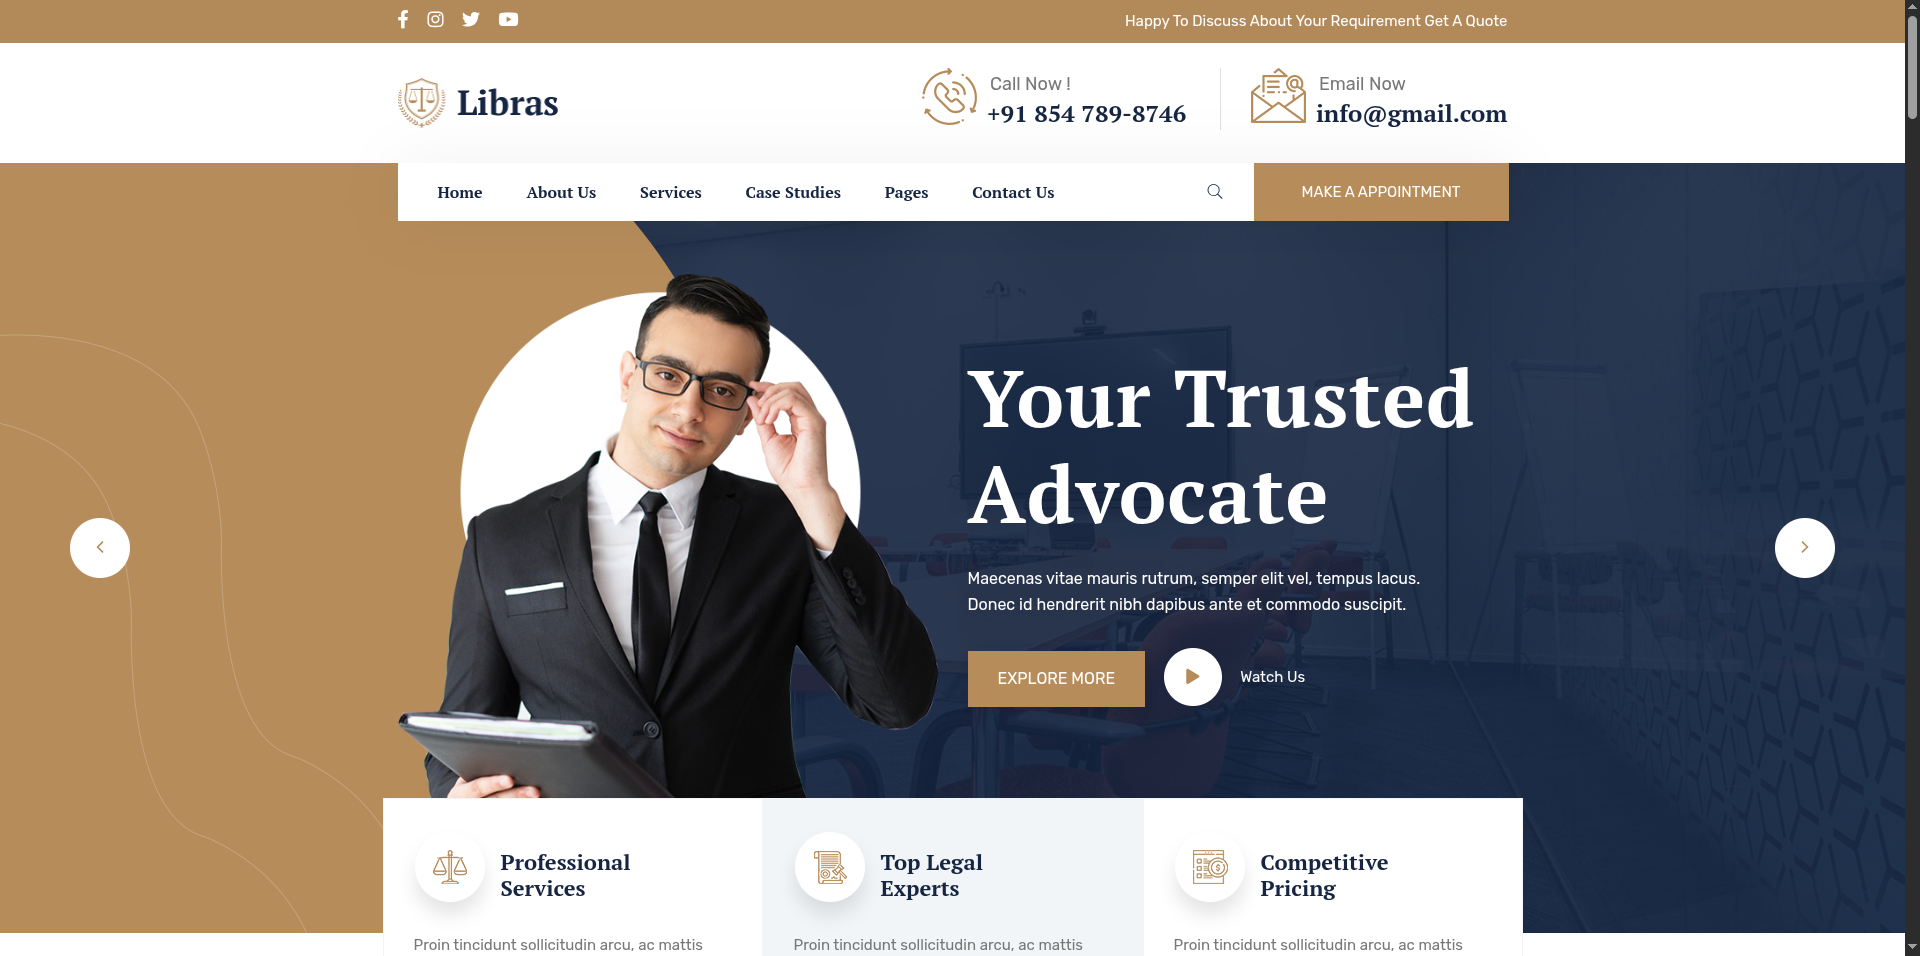 Happy To Discuss About Your Requirement Get A Quote
Libras
Call Now !
+91 854 789-8746
Email Now
info@gmail.com
Home About Us Services Case Studies Pages Contact Us
MAKE A APPOINTMENT
Your Trusted
Advocate
Maecenas vitae mauris rutrum, semper elit vel, tempus lacus.
Donec id hendrerit nibh dapibus ante et commodo suscipit.
EXPLORE MORE
Watch Us
Professional
Services
Proin tincidunt sollicitudin arcu, ac mattis
Top Legal
Experts
Proin tincidunt sollicitudin arcu, ac mattis
Competitive
Pricing
Proin tincidunt sollicitudin arcu, ac mattis